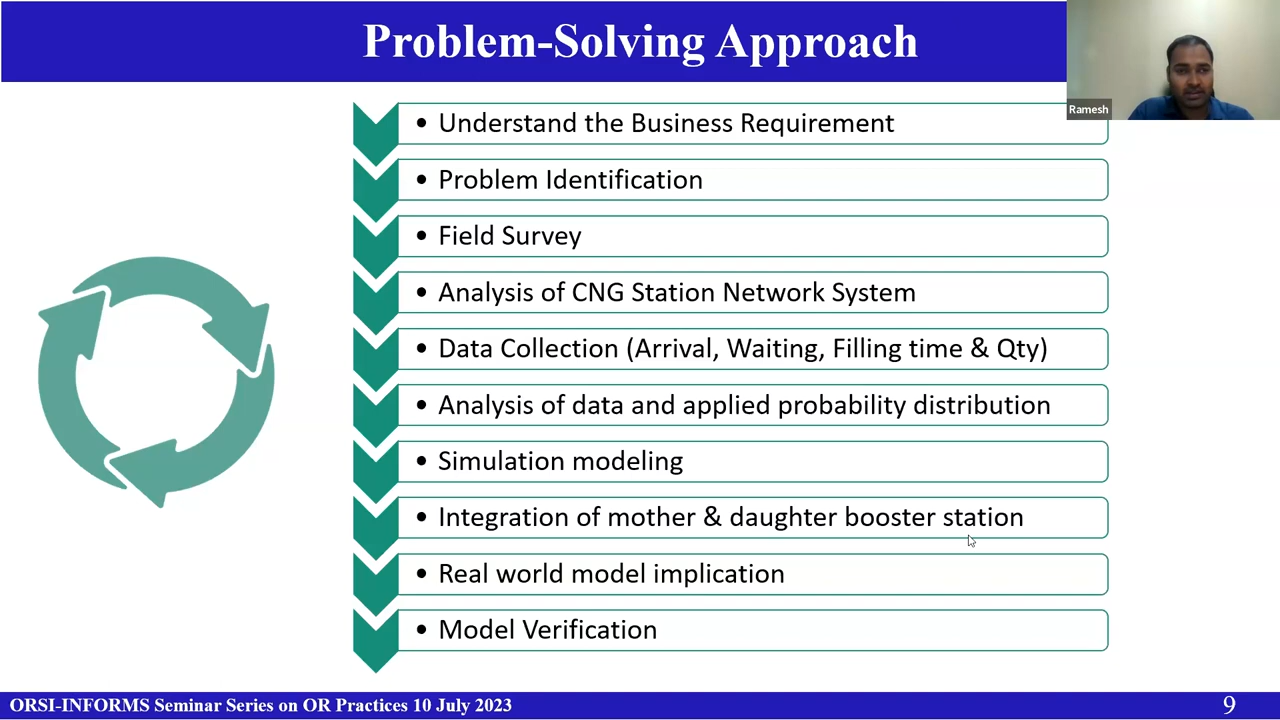 Problem-Solving Approach
Ramesh
• Understand the Business Requirement
• Problem Identification
• Field Survey
• Analysis of CNG Station Network System
• Data Collection (Arrival, Waiting, Filling time & Qty)
• Analysis of data and applied probability distribution
• Simulation modeling
• Integration of mother & daughter booster station
• Real world model implication
• Model Verification
ORSI-INFORMS Seminar Series on OR Practices 10 July 2023
9